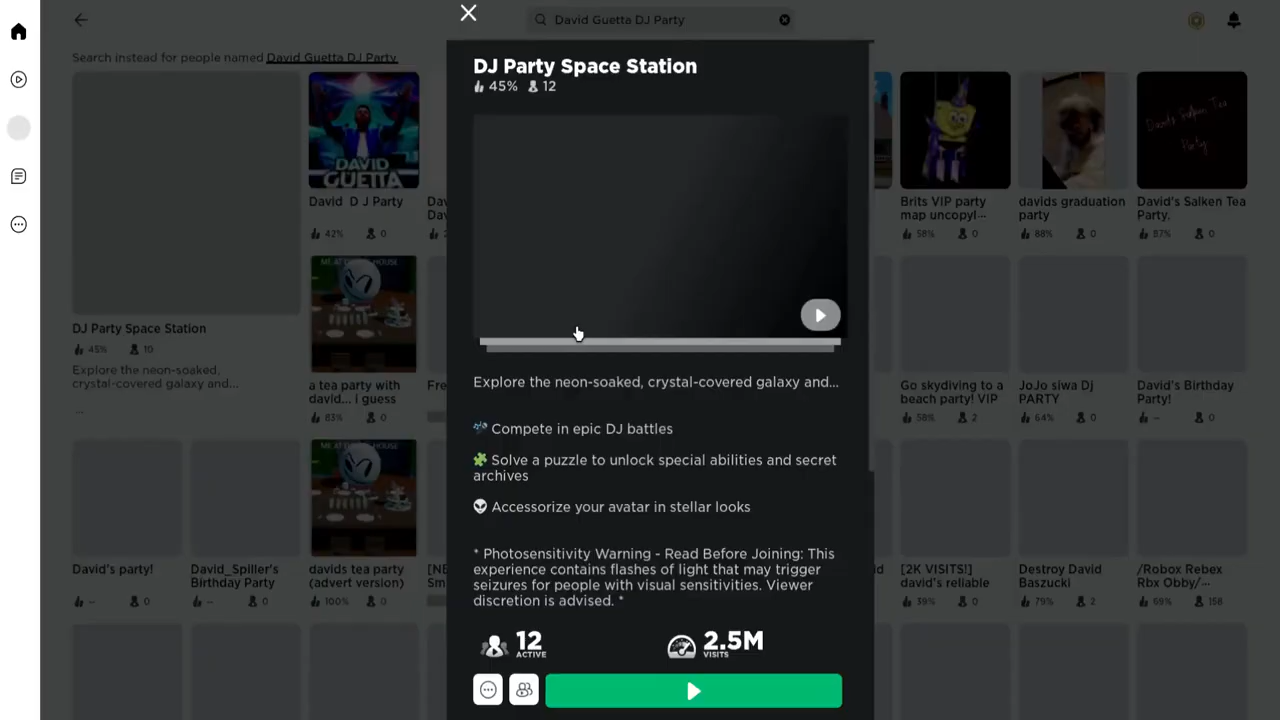 David Guetta DJ Party
Search instead for people named David Guetta DJ Party
DJ Party Space Station
45% 12
Explore the neon-soaked, crystal-covered galaxy and...
Compete in epic DJ battles
Solve a puzzle to unlock special abilities and secret
archives
Accessorize your avatar in stellar looks
* Photosensitivity Warning - Read Before Joining: This
experience contains flashes of light that may trigger
seizures for people with visual sensitivities. Viewer
discretion is advised. *
12
ACTIVE
2.5M
VISITS
DJ Party Space Station
45% 10
Explore the neon-soaked,
crystal-covered galaxy and...
...
DAVID
GUETTA
David D J Party
42% 0
Brits VIP party
map uncopyl...
58% 0
davids graduation
party
88% 0
Davids Salken Tea
Party
David's Salken Tea
Party.
57% 0
a tea party with
david... i guess
83% 0
Go skydiving to a
beach party! VIP
58% 2
JoJo siwa Dj
PARTY
64% 0
David's Birthday
Party!
-- 0
David's party!
-- 0
David_Spiller's
Birthday Party
-- 0
davids tea party
(advert version)
100% 0
[2K VISITS!]
david's reliable
39% 0
Destroy David
Baszucki
79% 2
/Robox Rebex
Rbx Obby/...
69% 158